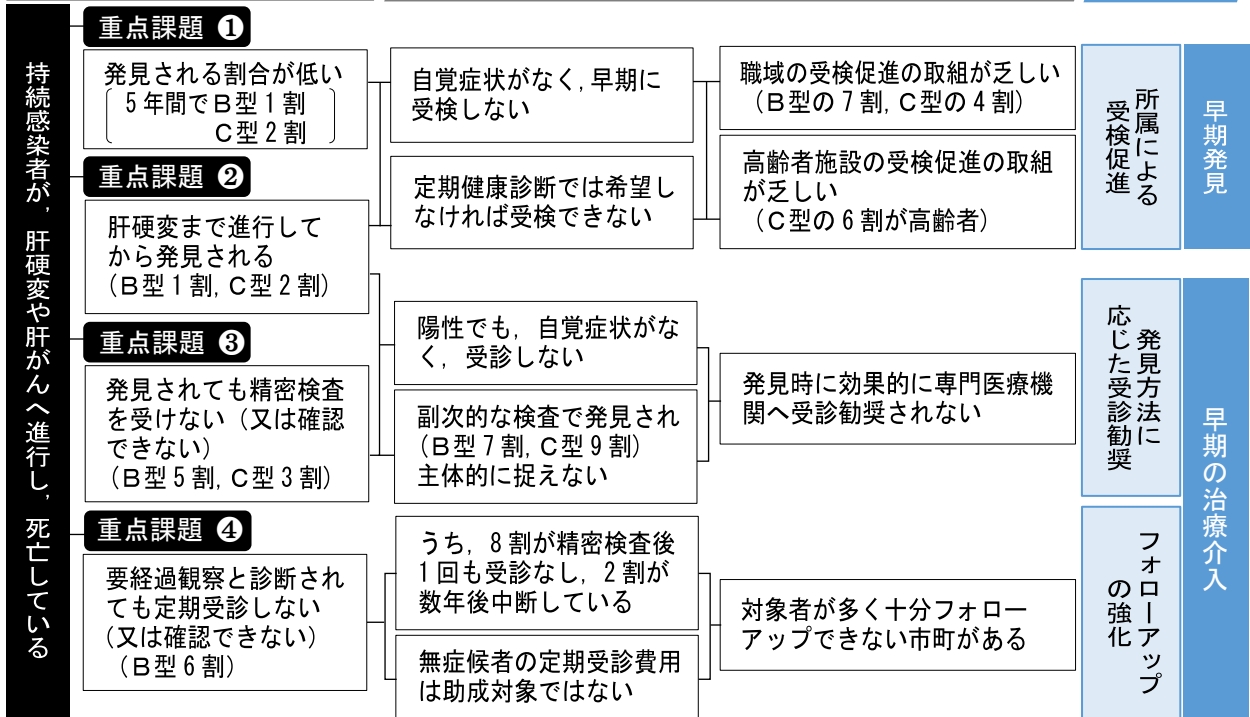 持続感染者が，肝硬変や肝がんへ進行し，死亡している
重点課題 ❶
発見される割合が低い
５年間でＢ型１割
Ｃ型２割
自覚症状がなく，早期に
受検しない
職域の受検促進の取組が乏しい
（Ｂ型の７割，Ｃ型の４割）
重点課題 ❷
肝硬変まで進行して
から発見される
（Ｂ型１割，Ｃ型２割）
定期健康診断では希望し
なければ受検できない
高齢者施設の受検促進の取組
が乏しい
（Ｃ型の６割が高齢者）
所属による
受検促進
早期発見
重点課題 ❸
発見されても精密検査
を受けない（又は確認
できない）
（Ｂ型５割，Ｃ型３割）
陽性でも，自覚症状がな
く，受診しない
副次的な検査で発見され
（Ｂ型７割，Ｃ型９割）
主体的に捉えない
発見時に効果的に専門医療機
関へ受診勧奨されない
発見方法に
応じた受診勧奨
早期の治療介入
重点課題 ❹
要経過観察と診断され
ても定期受診しない
（又は確認できない）
（Ｂ型６割）
うち，８割が精密検査後
１回も受診なし，２割が
数年後中断している
無症候者の定期受診費用
は助成対象ではない
対象者が多く十分フォロー
アップできない市町がある
フォローアップ
の強化